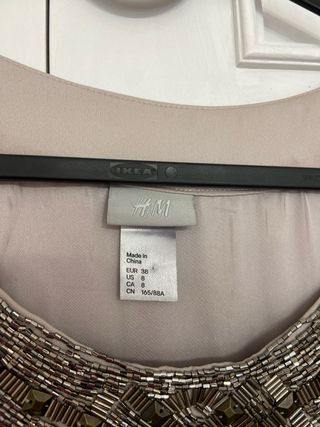 IKEA
H&M
Made in
China
EUR 38
US 8
CA 8
CN 165/88A